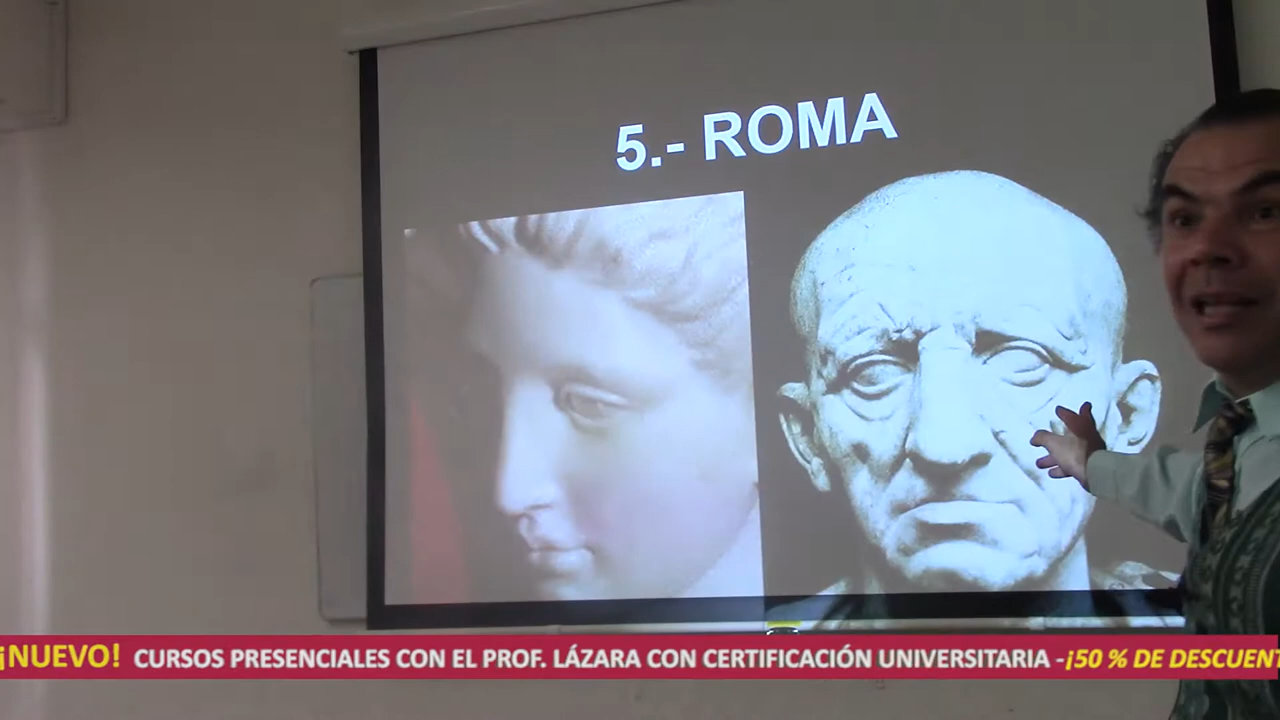 5.- ROMA
¡NUEVO! CURSOS PRESENCIALES CON EL PROF. LÁZARA CON CERTIFICACIÓN UNIVERSITARIA -¡50 % DE DESCUENT